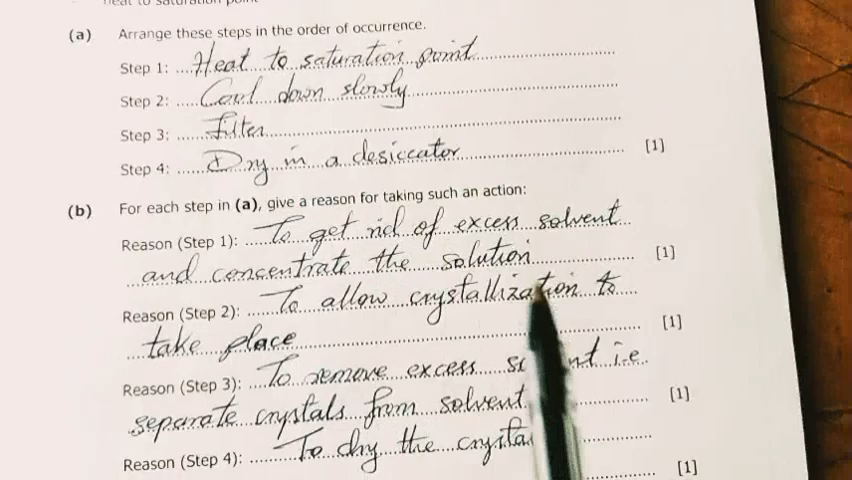 heat to saturation point
(a) Arrange these steps in the order of occurrence.
Step 1: Heat to saturation point
Step 2: Cool down slowly
Step 3: Filter
Step 4: Dry in a desiccator [1]
(b) For each step in (a), give a reason for taking such an action:
Reason (Step 1): To get rid of excess solvent
and concentrate the solution [1]
Reason (Step 2): To allow crystallization to
take place [1]
Reason (Step 3): To remove excess i.e
separate crystals from solvent [1]
Reason (Step 4): To dry the
[1]